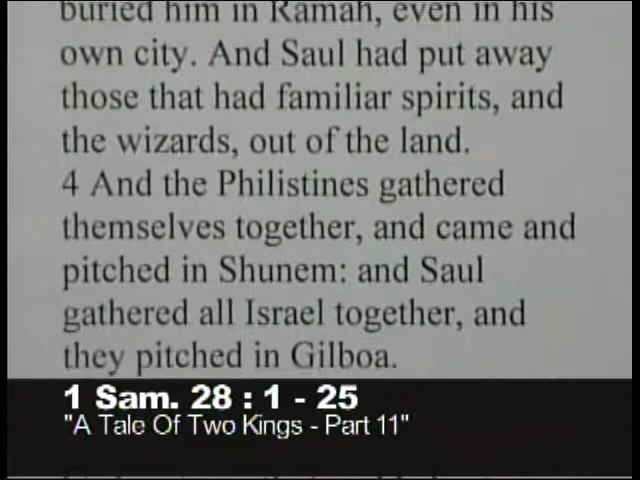 buried him in Ramah, even in his
own city. And Saul had put away
those that had familiar spirits, and
the wizards, out of the land.
4 And the Philistines gathered
themselves together, and came and
pitched in Shunem: and Saul
gathered all Israel together, and
they pitched in Gilboa.
1 Sam. 28 : 1 - 25
"A Tale Of Two Kings - Part 11"